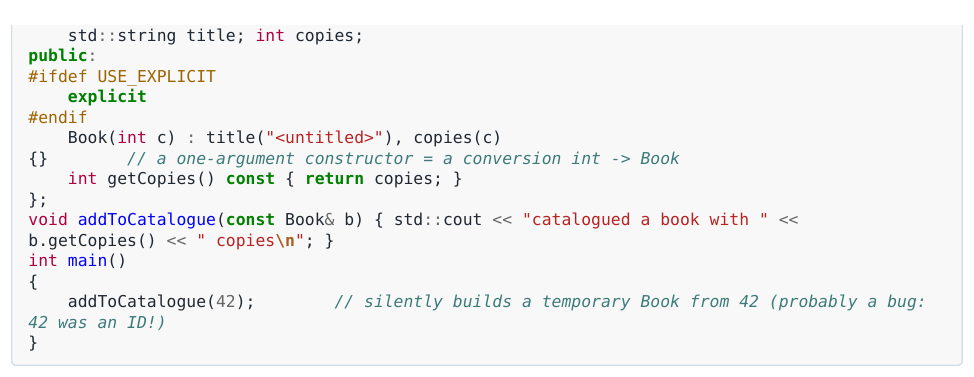 std::string title; int copies;
public:
#ifdef USE_EXPLICIT
    explicit
#endif
    Book(int c) : title("<untitled>"), copies(c)
{}        // a one-argument constructor = a conversion int -> Book
    int getCopies() const { return copies; }
};
void addToCatalogue(const Book& b) { std::cout << "catalogued a book with " <<
b.getCopies() << " copies\n"; }
int main()
{
    addToCatalogue(42);        // silently builds a temporary Book from 42 (probably a bug:
42 was an ID!)
}